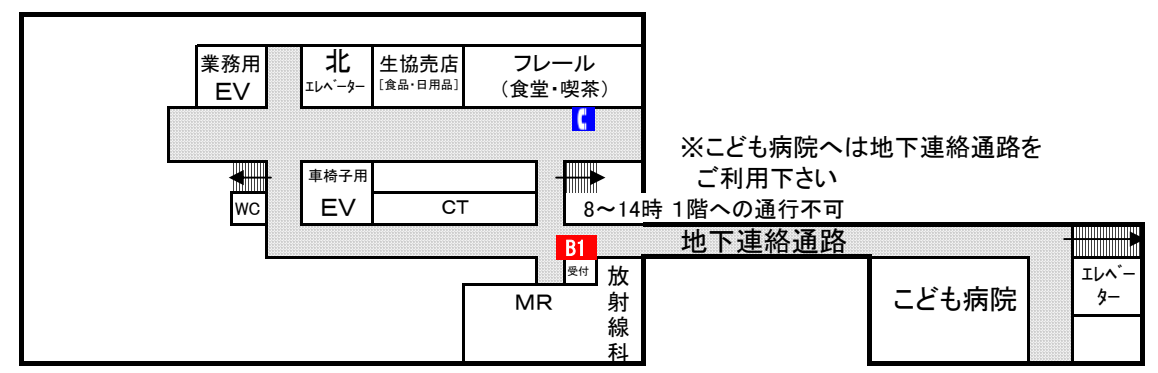 業務用
EV
北
エレベーター
生協売店
[食品・日用品]
フレール
（食堂・喫茶）
※こども病院へは地下連絡通路を
ご利用下さい
車椅子用
EV
WC
CT
8～14時 1階への通行不可
B1
地下連絡通路
受付
MR
放射線科
こども病院
エレベー
ター